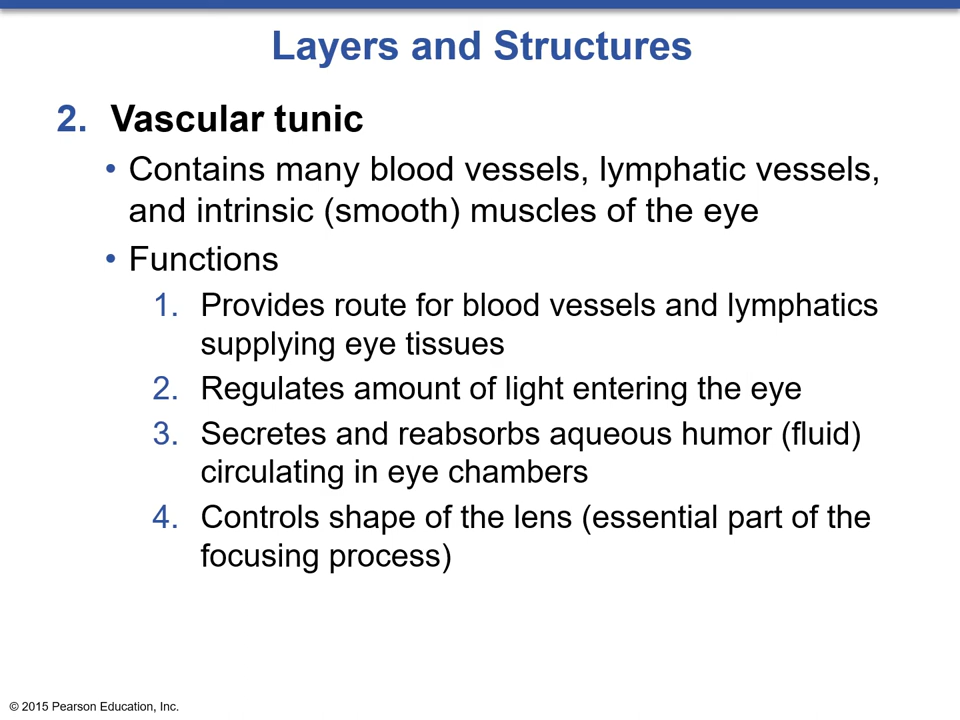 Layers and Structures
2. Vascular tunic
• Contains many blood vessels, lymphatic vessels,
and intrinsic (smooth) muscles of the eye
• Functions
1. Provides route for blood vessels and lymphatics
supplying eye tissues
2. Regulates amount of light entering the eye
3. Secretes and reabsorbs aqueous humor (fluid)
circulating in eye chambers
4. Controls shape of the lens (essential part of the
focusing process)
© 2015 Pearson Education, Inc.